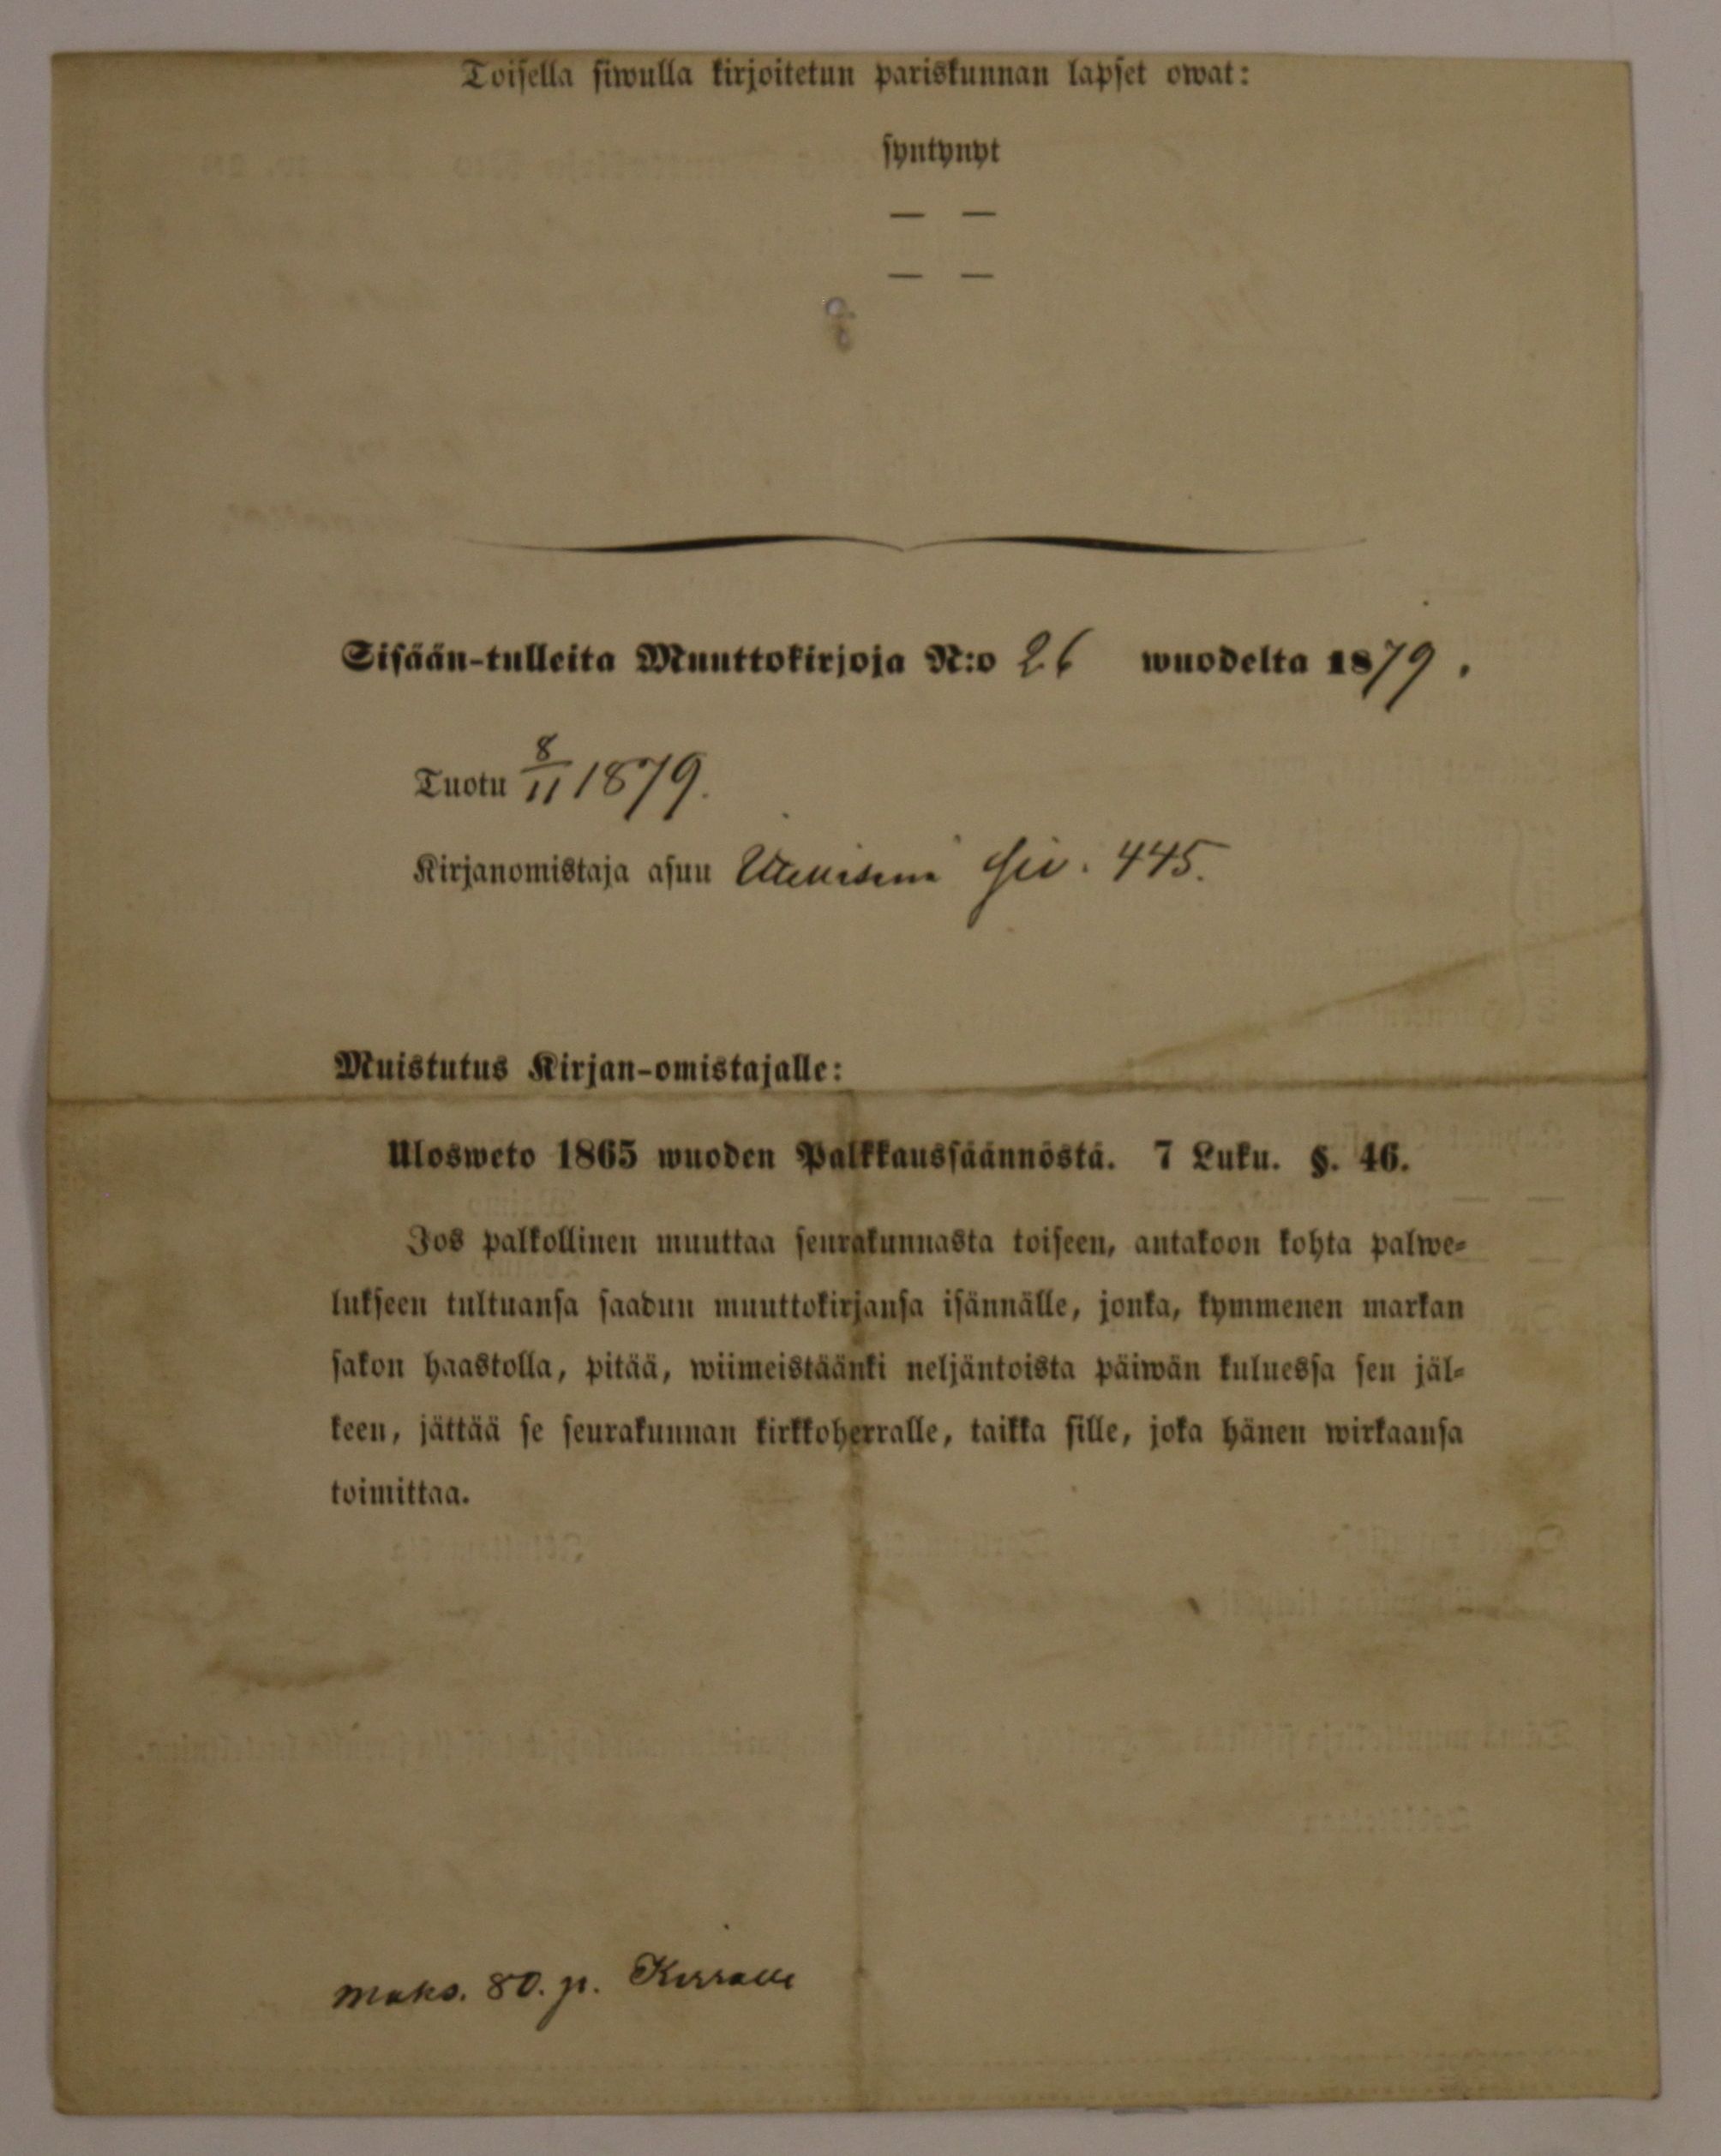 Toisella siwulla kirjoitetun pariskunnan lapset owat:
syntynyt
— —
— —
Sisään-tulleita Muuttokirjoja N:o 26 wuodelta 1879.
Tuotu 8/11 1879.
Kirjanomistaja asuu siv. 445.
Muistutus Kirjan-omistajalle:
Ulosweto 1865 wuoden Palkkaussäännöstä. 7 Luku. §. 46.
Jos palkollinen muuttaa seurakunnasta toiseen, antakoon kohta palwe-
lukseen tultuansa saadun muuttokirjansa isännälle, jonka, kymmenen markan
sakon haastolla, pitää, wiimeistäänki neljäntoista päiwän kuluessa sen jäl-
keen, jättää se seurakunnan kirkkoherralle, taikka sille, joka hänen wirkaansa
toimittaa.
Maks. 80. p.